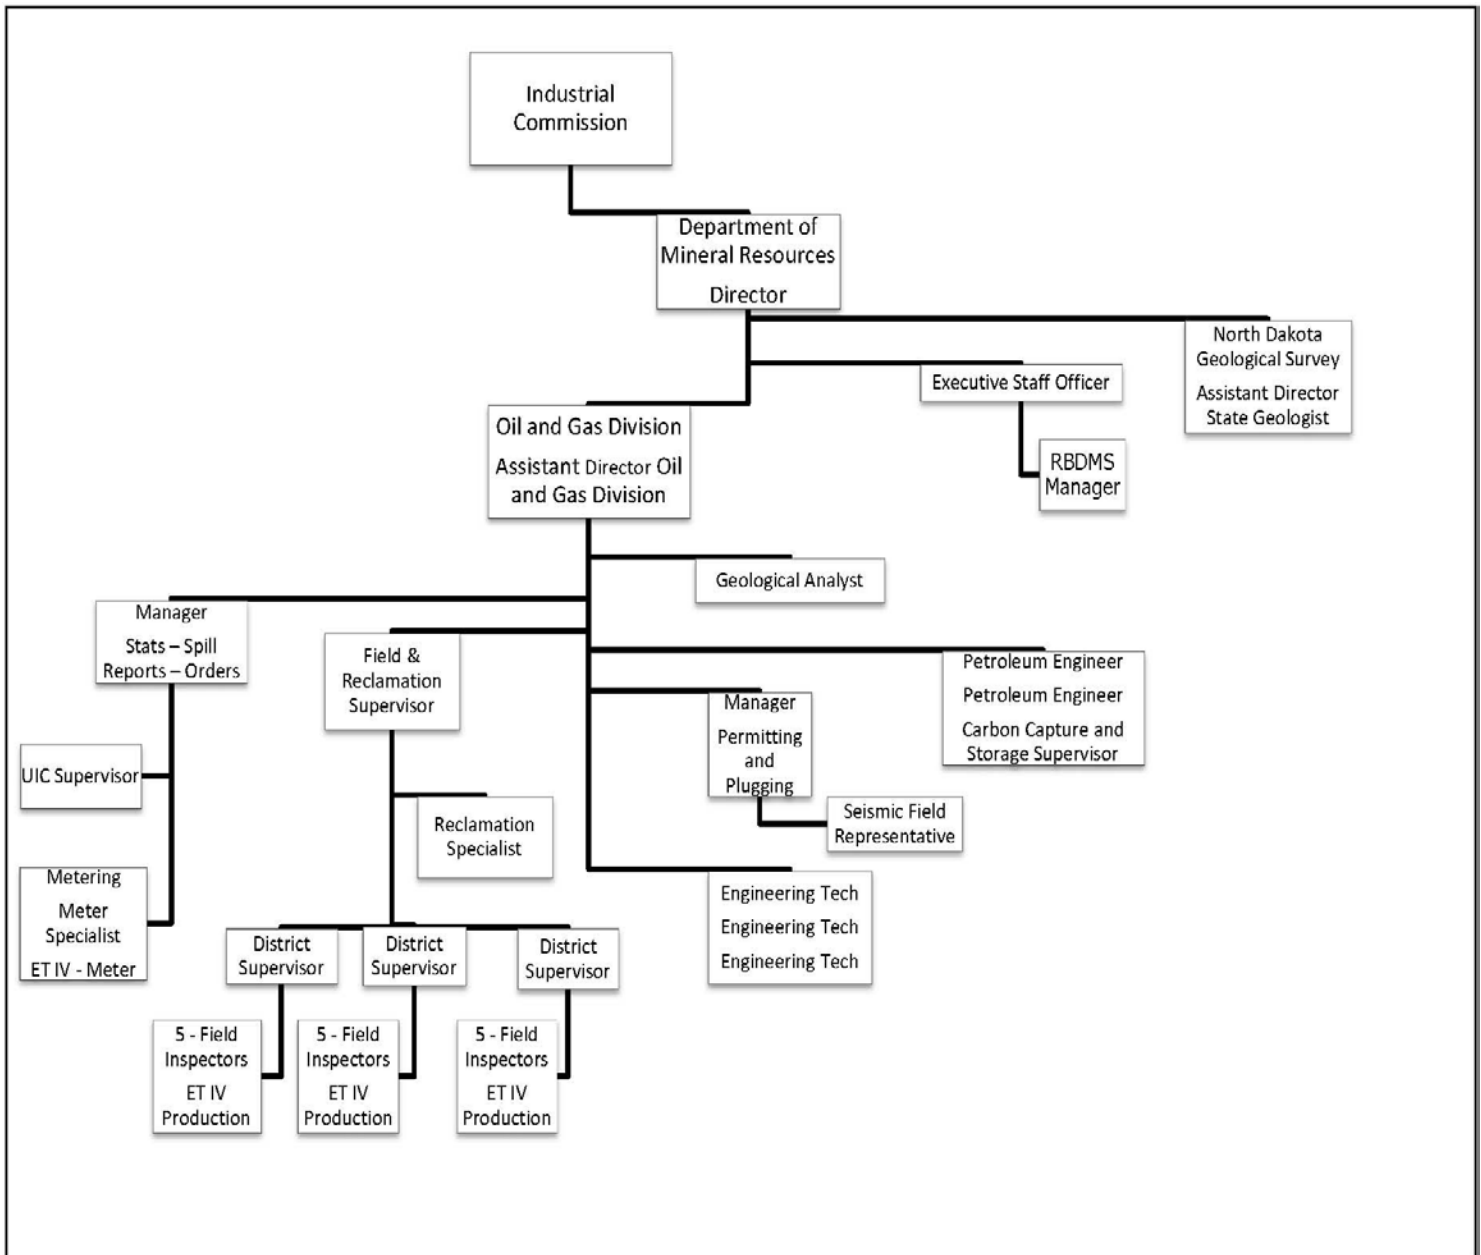 Industrial
Commission
Department of
Mineral Resources
Director
North Dakota
Geological Survey
Assistant Director
State Geologist
Executive Staff Officer
RBDMS
Manager
Oil and Gas Division
Assistant Director Oil
and Gas Division
Geological Analyst
Manager
Stats – Spill
Reports – Orders
Field &
Reclamation
Supervisor
Petroleum Engineer
Petroleum Engineer
Carbon Capture and
Storage Supervisor
Manager
Permitting
and
Plugging
Seismic Field
Representative
UIC Supervisor
Reclamation
Specialist
Metering
Meter
Specialist
ET IV - Meter
Engineering Tech
Engineering Tech
Engineering Tech
District
Supervisor
District
Supervisor
District
Supervisor
5 - Field
Inspectors
ET IV
Production
5 - Field
Inspectors
ET IV
Production
5 - Field
Inspectors
ET IV
Production